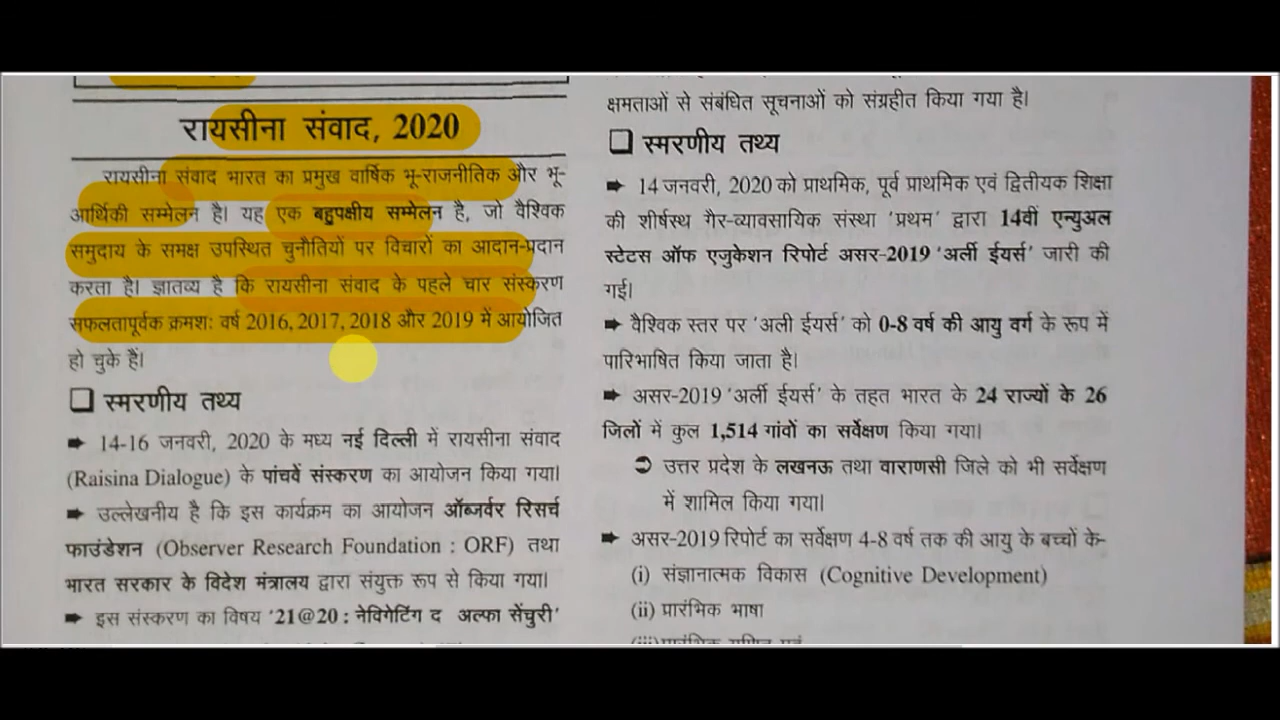 रायसीना संवाद, 2020
रायसीना संवाद भारत का प्रमुख वार्षिक भू-राजनीतिक और भू-
आर्थिकी सम्मेलन है। यह एक बहुपक्षीय सम्मेलन है, जो वैश्विक
समुदाय के समक्ष उपस्थित चुनौतियों पर विचारों का आदान-प्रदान
करता है। ज्ञातव्य है कि रायसीना संवाद के पहले चार संस्करण
सफलतापूर्वक क्रमश: वर्ष 2016, 2017, 2018 और 2019 में आयोजित
हो चुके हैं।
❑ स्मरणीय तथ्य
➨ 14-16 जनवरी, 2020 के मध्य नई दिल्ली में रायसीना संवाद
(Raisina Dialogue) के पांचवें संस्करण का आयोजन किया गया।
➨ उल्लेखनीय है कि इस कार्यक्रम का आयोजन ऑब्जर्वर रिसर्च
फाउंडेशन (Observer Research Foundation : ORF) तथा
भारत सरकार के विदेश मंत्रालय द्वारा संयुक्त रूप से किया गया।
➨ इस संस्करण का विषय '21@20 : नेविगेटिंग द अल्फा सेंचुरी'
क्षमताओं से संबंधित सूचनाओं को संग्रहीत किया गया है।
❑ स्मरणीय तथ्य
➨ 14 जनवरी, 2020 को प्राथमिक, पूर्व प्राथमिक एवं द्वितीयक शिक्षा
की शीर्षस्थ गैर-व्यावसायिक संस्था 'प्रथम' द्वारा 14वीं एन्युअल
स्टेटस ऑफ एजुकेशन रिपोर्ट असर-2019 'अर्ली ईयर्स' जारी की
गई।
➨ वैश्विक स्तर पर 'अली ईयर्स' को 0-8 वर्ष की आयु वर्ग के रूप में
पारिभाषित किया जाता है।
➨ असर-2019 'अर्ली ईयर्स' के तहत भारत के 24 राज्यों के 26
जिलों में कुल 1,514 गांवों का सर्वेक्षण किया गया।
➲ उत्तर प्रदेश के लखनऊ तथा वाराणसी जिले को भी सर्वेक्षण
में शामिल किया गया।
➨ असर-2019 रिपोर्ट का सर्वेक्षण 4-8 वर्ष तक की आयु के बच्चों के-
(i) संज्ञानात्मक विकास (Cognitive Development)
(ii) प्रारंभिक भाषा